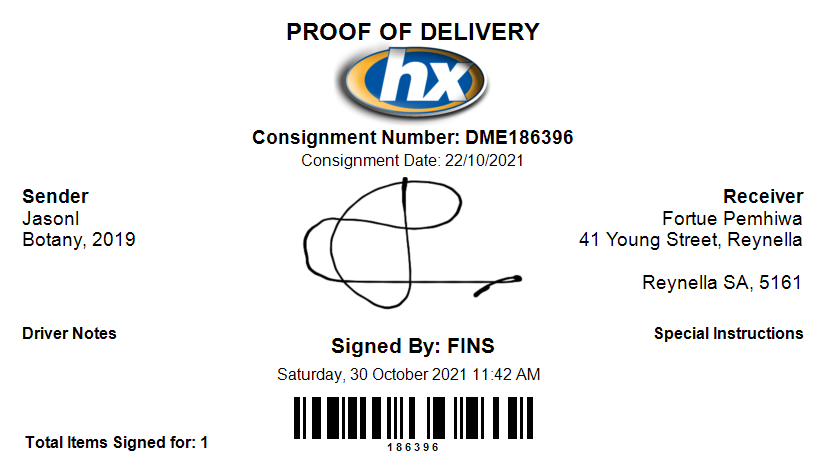 PROOF OF DELIVERY
hx
Consignment Number: DME186396
Consignment Date: 22/10/2021
Sender
JasonI
Botany, 2019
Receiver
Fortue Pemhiwa
41 Young Street, Reynella
Reynella SA, 5161
Driver Notes
Special Instructions
Signed By: FINS
Saturday, 30 October 2021 11:42 AM
186396
Total Items Signed for: 1